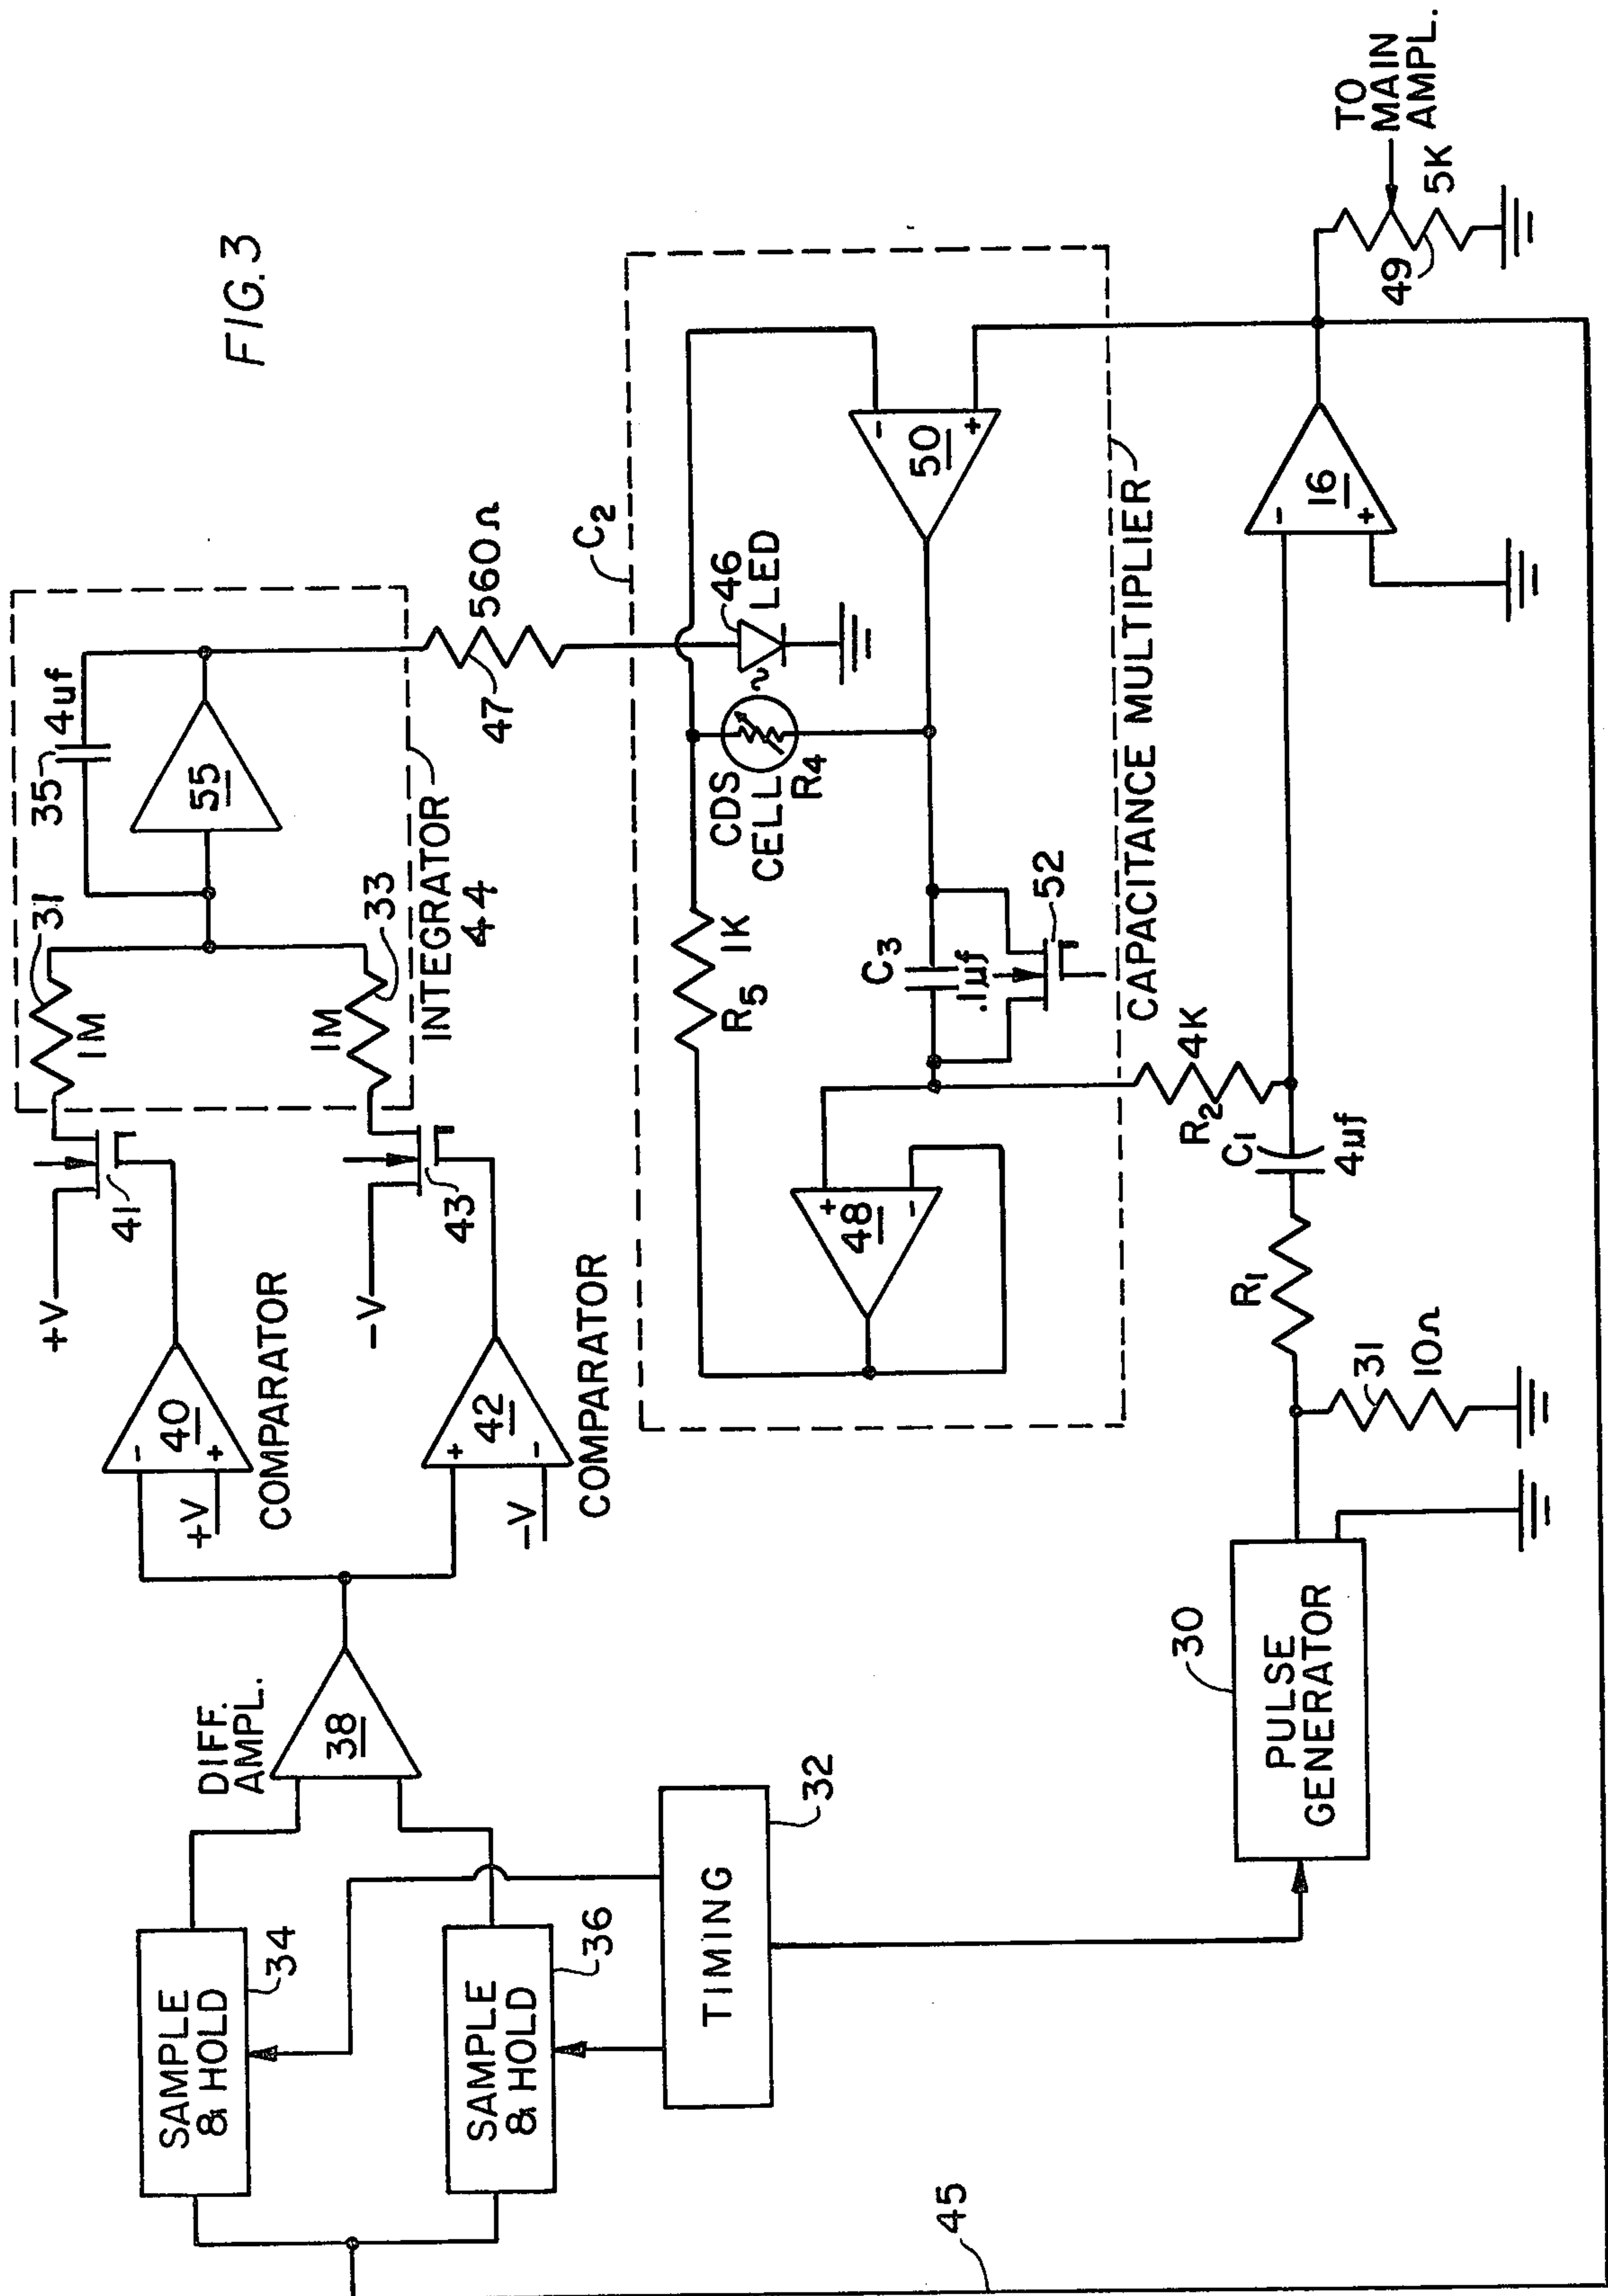 FIG. 3
+V
-V
41
43
31
1M
1M
33
35
4uf
55
INTEGRATOR
44
40
-
+
+V
COMPARATOR
42
+
-
-V
COMPARATOR
DIFF.
AMPL.
38
SAMPLE
& HOLD
34
SAMPLE
& HOLD
36
TIMING
32
47
560Ω
C2
46
LED
CDS
CELL
R4
R5
1K
50
-
+
C3
.1µf
52
48
+
-
CAPACITANCE MULTIPLIER
R2
4K
C1
4µf
R1
31
10Ω
30
PULSE
GENERATOR
16
-
+
49
5K
TO
MAIN
AMPL.
45